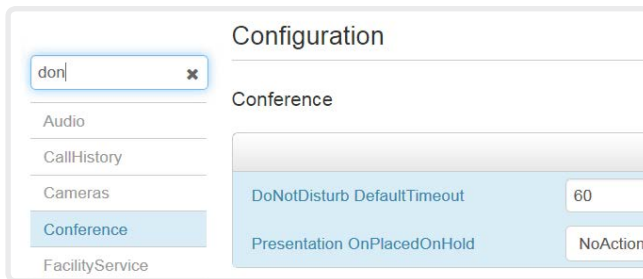 Configuration
don
Conference
Audio
CallHistory
Cameras
DoNotDisturb DefaultTimeout 60
Conference
Presentation OnPlacedOnHold NoAction
FacilityService